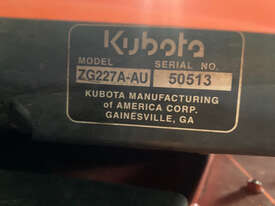 Kubota
MODEL SERIAL NO.
ZG227A-AU 50513
KUBOTA MANUFACTURING
of AMERICA CORP.
GAINESVILLE, GA